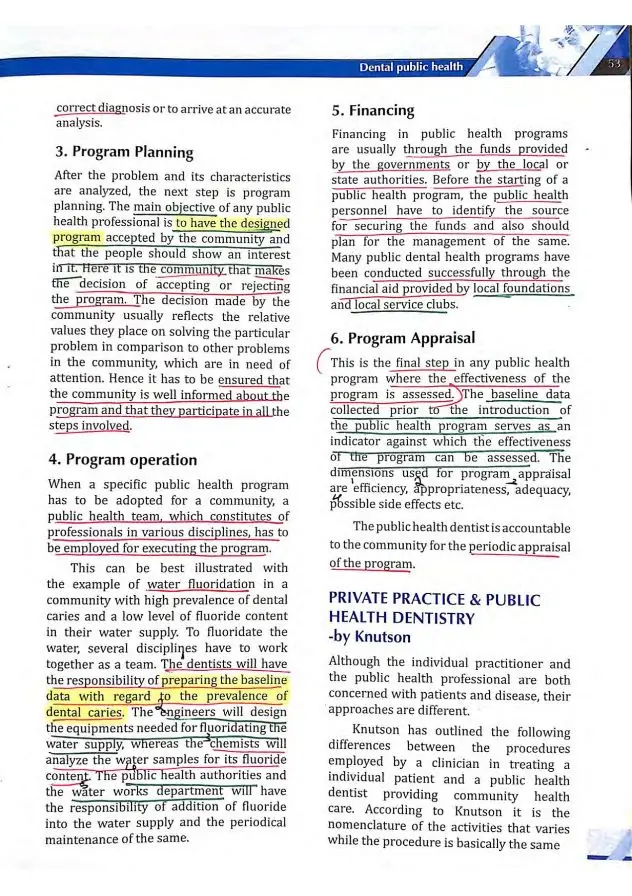 Dental public health
53
correct diagnosis or to arrive at an accurate
analysis.
3. Program Planning
After the problem and its characteristics
are analyzed, the next step is program
planning. The main objective of any public
health professional is to have the designed
program accepted by the community and
that the people should show an interest
in it. Here it is the community that makes
the decision of accepting or rejecting
the program. The decision made by the
community usually reflects the relative
values they place on solving the particular
problem in comparison to other problems
in the community, which are in need of
attention. Hence it has to be ensured that
the community is well informed about the
program and that they participate in all the
steps involved.
4. Program operation
When a specific public health program
has to be adopted for a community, a
public health team, which constitutes of
professionals in various disciplines, has to
be employed for executing the program.
This can be best illustrated with
the example of water fluoridation in a
community with high prevalence of dental
caries and a low level of fluoride content
in their water supply. To fluoridate the
water, several disciplines have to work
together as a team. The dentists will have
the responsibility of preparing the baseline
data with regard to the prevalence of
dental caries. The engineers will design
the equipments needed for fluoridating the
water supply, whereas the chemists will
analyze the water samples for its fluoride
content. The public health authorities and
the water works department will have
the responsibility of addition of fluoride
into the water supply and the periodical
maintenance of the same.
5. Financing
Financing in public health programs
are usually through the funds provided
by the governments or by the local or
state authorities. Before the starting of a
public health program, the public health
personnel have to identify the source
for securing the funds and also should
plan for the management of the same.
Many public dental health programs have
been conducted successfully through the
financial aid provided by local foundations
and local service clubs.
6. Program Appraisal
This is the final step in any public health
program where the effectiveness of the
program is assessed. The baseline data
collected prior to the introduction of
the public health program serves as an
indicator against which the effectiveness
of the program can be assessed. The
dimensions used for program appraisal
are efficiency, appropriateness, adequacy,
possible side effects etc.
The public health dentist is accountable
to the community for the periodic appraisal
of the program.
PRIVATE PRACTICE & PUBLIC
HEALTH DENTISTRY
-by Knutson
Although the individual practitioner and
the public health professional are both
concerned with patients and disease, their
approaches are different.
Knutson has outlined the following
differences between the procedures
employed by a clinician in treating a
individual patient and a public health
dentist providing community health
care. According to Knutson it is the
nomenclature of the activities that varies
while the procedure is basically the same